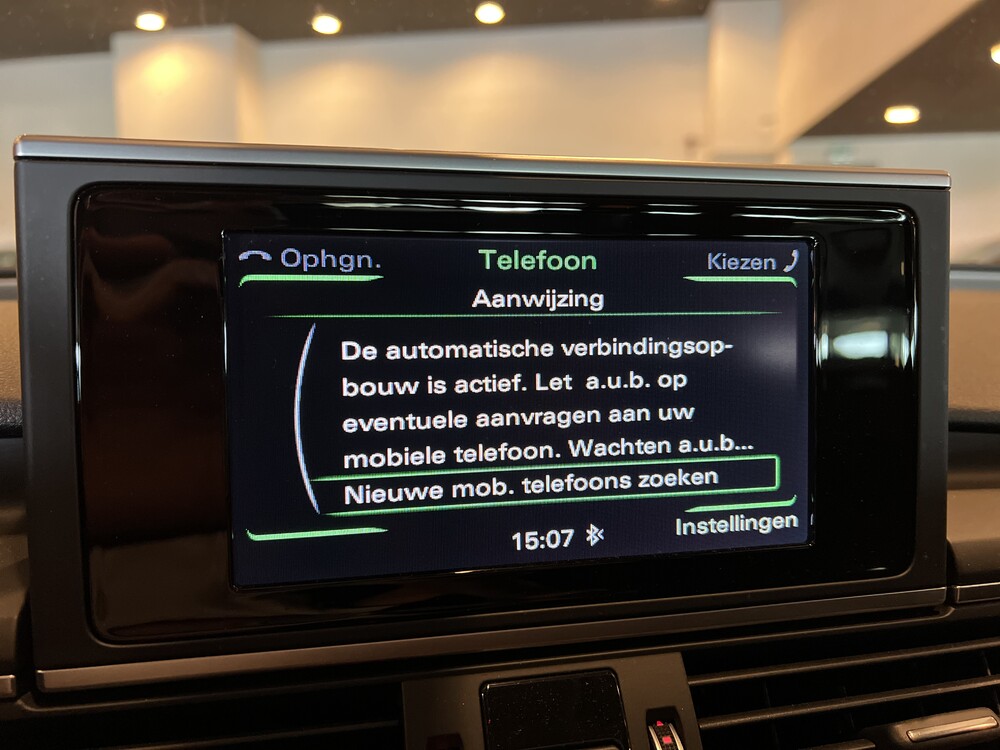 Ophgn.
Telefoon
Kiezen
Aanwijzing
De automatische verbindingsop-
bouw is actief. Let a.u.b. op
eventuele aanvragen aan uw
mobiele telefoon. Wachten a.u.b...
Nieuwe mob. telefoons zoeken
15:07
Instellingen